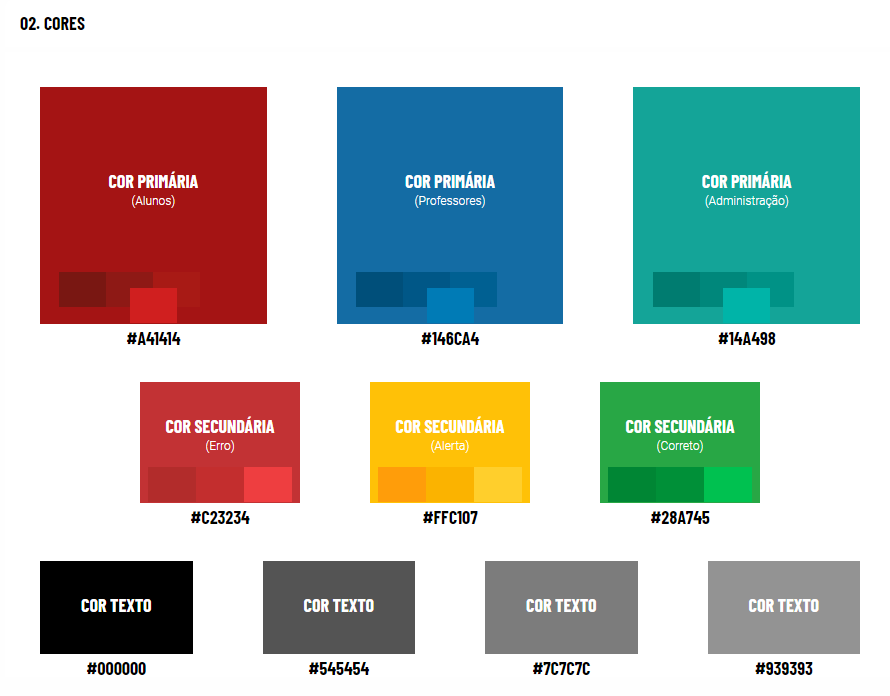 02. CORES
COR PRIMÁRIA
(Alunos)
#A41414
COR PRIMÁRIA
(Professores)
#146CA4
COR PRIMÁRIA
(Administração)
#14A498
COR SECUNDÁRIA
(Erro)
#C23234
COR SECUNDÁRIA
(Alerta)
#FFC107
COR SECUNDÁRIA
(Correto)
#28A745
COR TEXTO
#000000
COR TEXTO
#545454
COR TEXTO
#7C7C7C
COR TEXTO
#939393